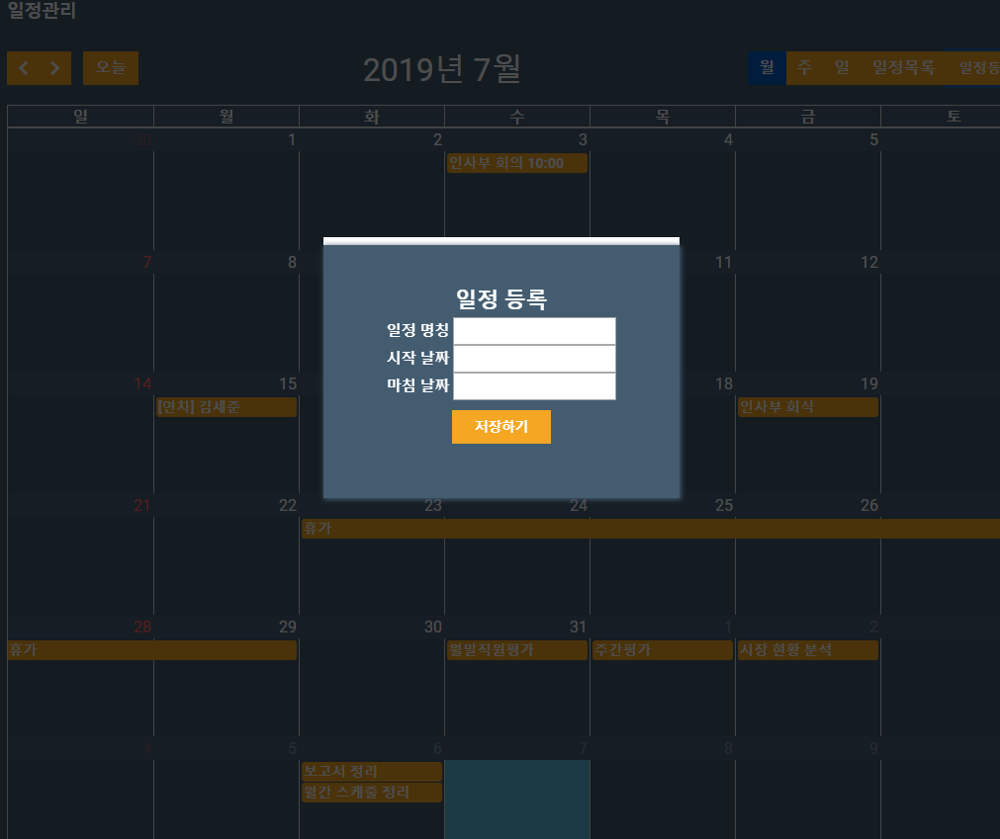 일정관리
오늘 2019년 7월 월 주 일 일정목록 일정등
일 월 화 수 목 금 토
30 1 2 3 4 5
인사부 회의 10:00
7 8 11 12
14 15 18 19
[연차] 김세준 인사부 회식
21 22 23 24 25 26
휴가
28 29 30 31 1 2
휴가 월말직원평가 주간평가 시장 현황 분석
4 5 6 7 8 9
보고서 정리
월간 스케줄 정리
일정 등록
일정 명칭
시작 날짜
마침 날짜
저장하기